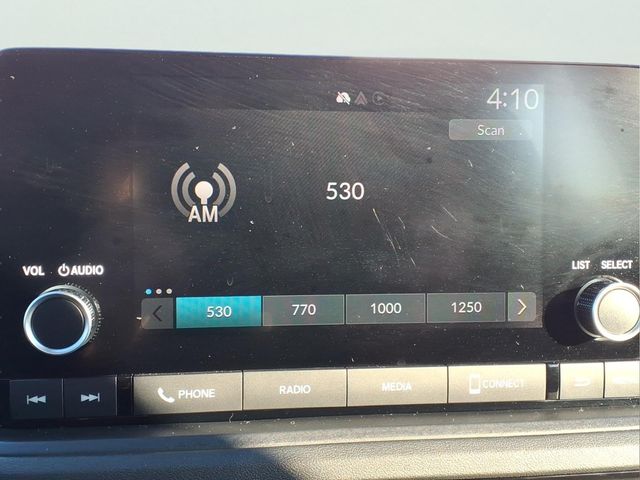 4:10
Scan
530
AM
VOL AUDIO
LIST SELECT
530 770 1000 1250
PHONE RADIO MEDIA CONNECT